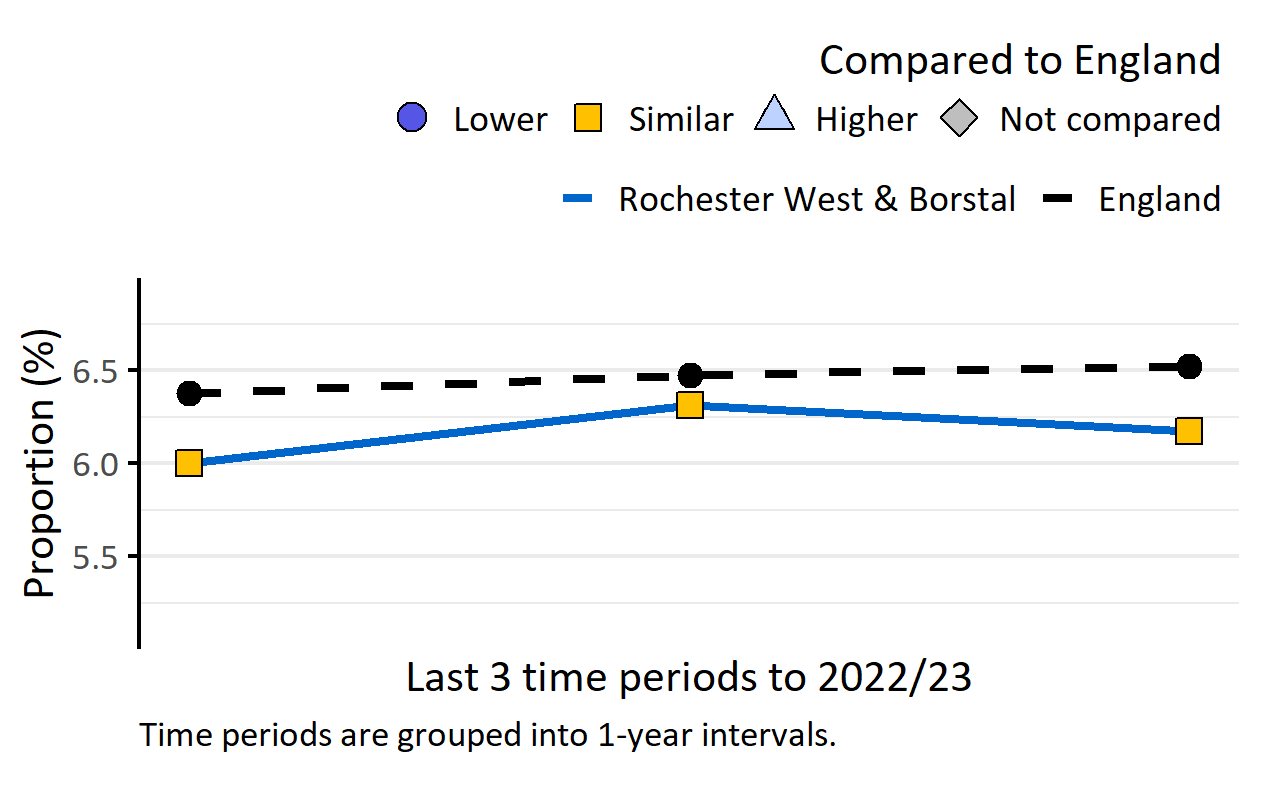 Compared to England
Lower Similar Higher Not compared
Rochester West & Borstal England
Proportion (%)
6.5
6.0
5.5
Last 3 time periods to 2022/23
Time periods are grouped into 1-year intervals.